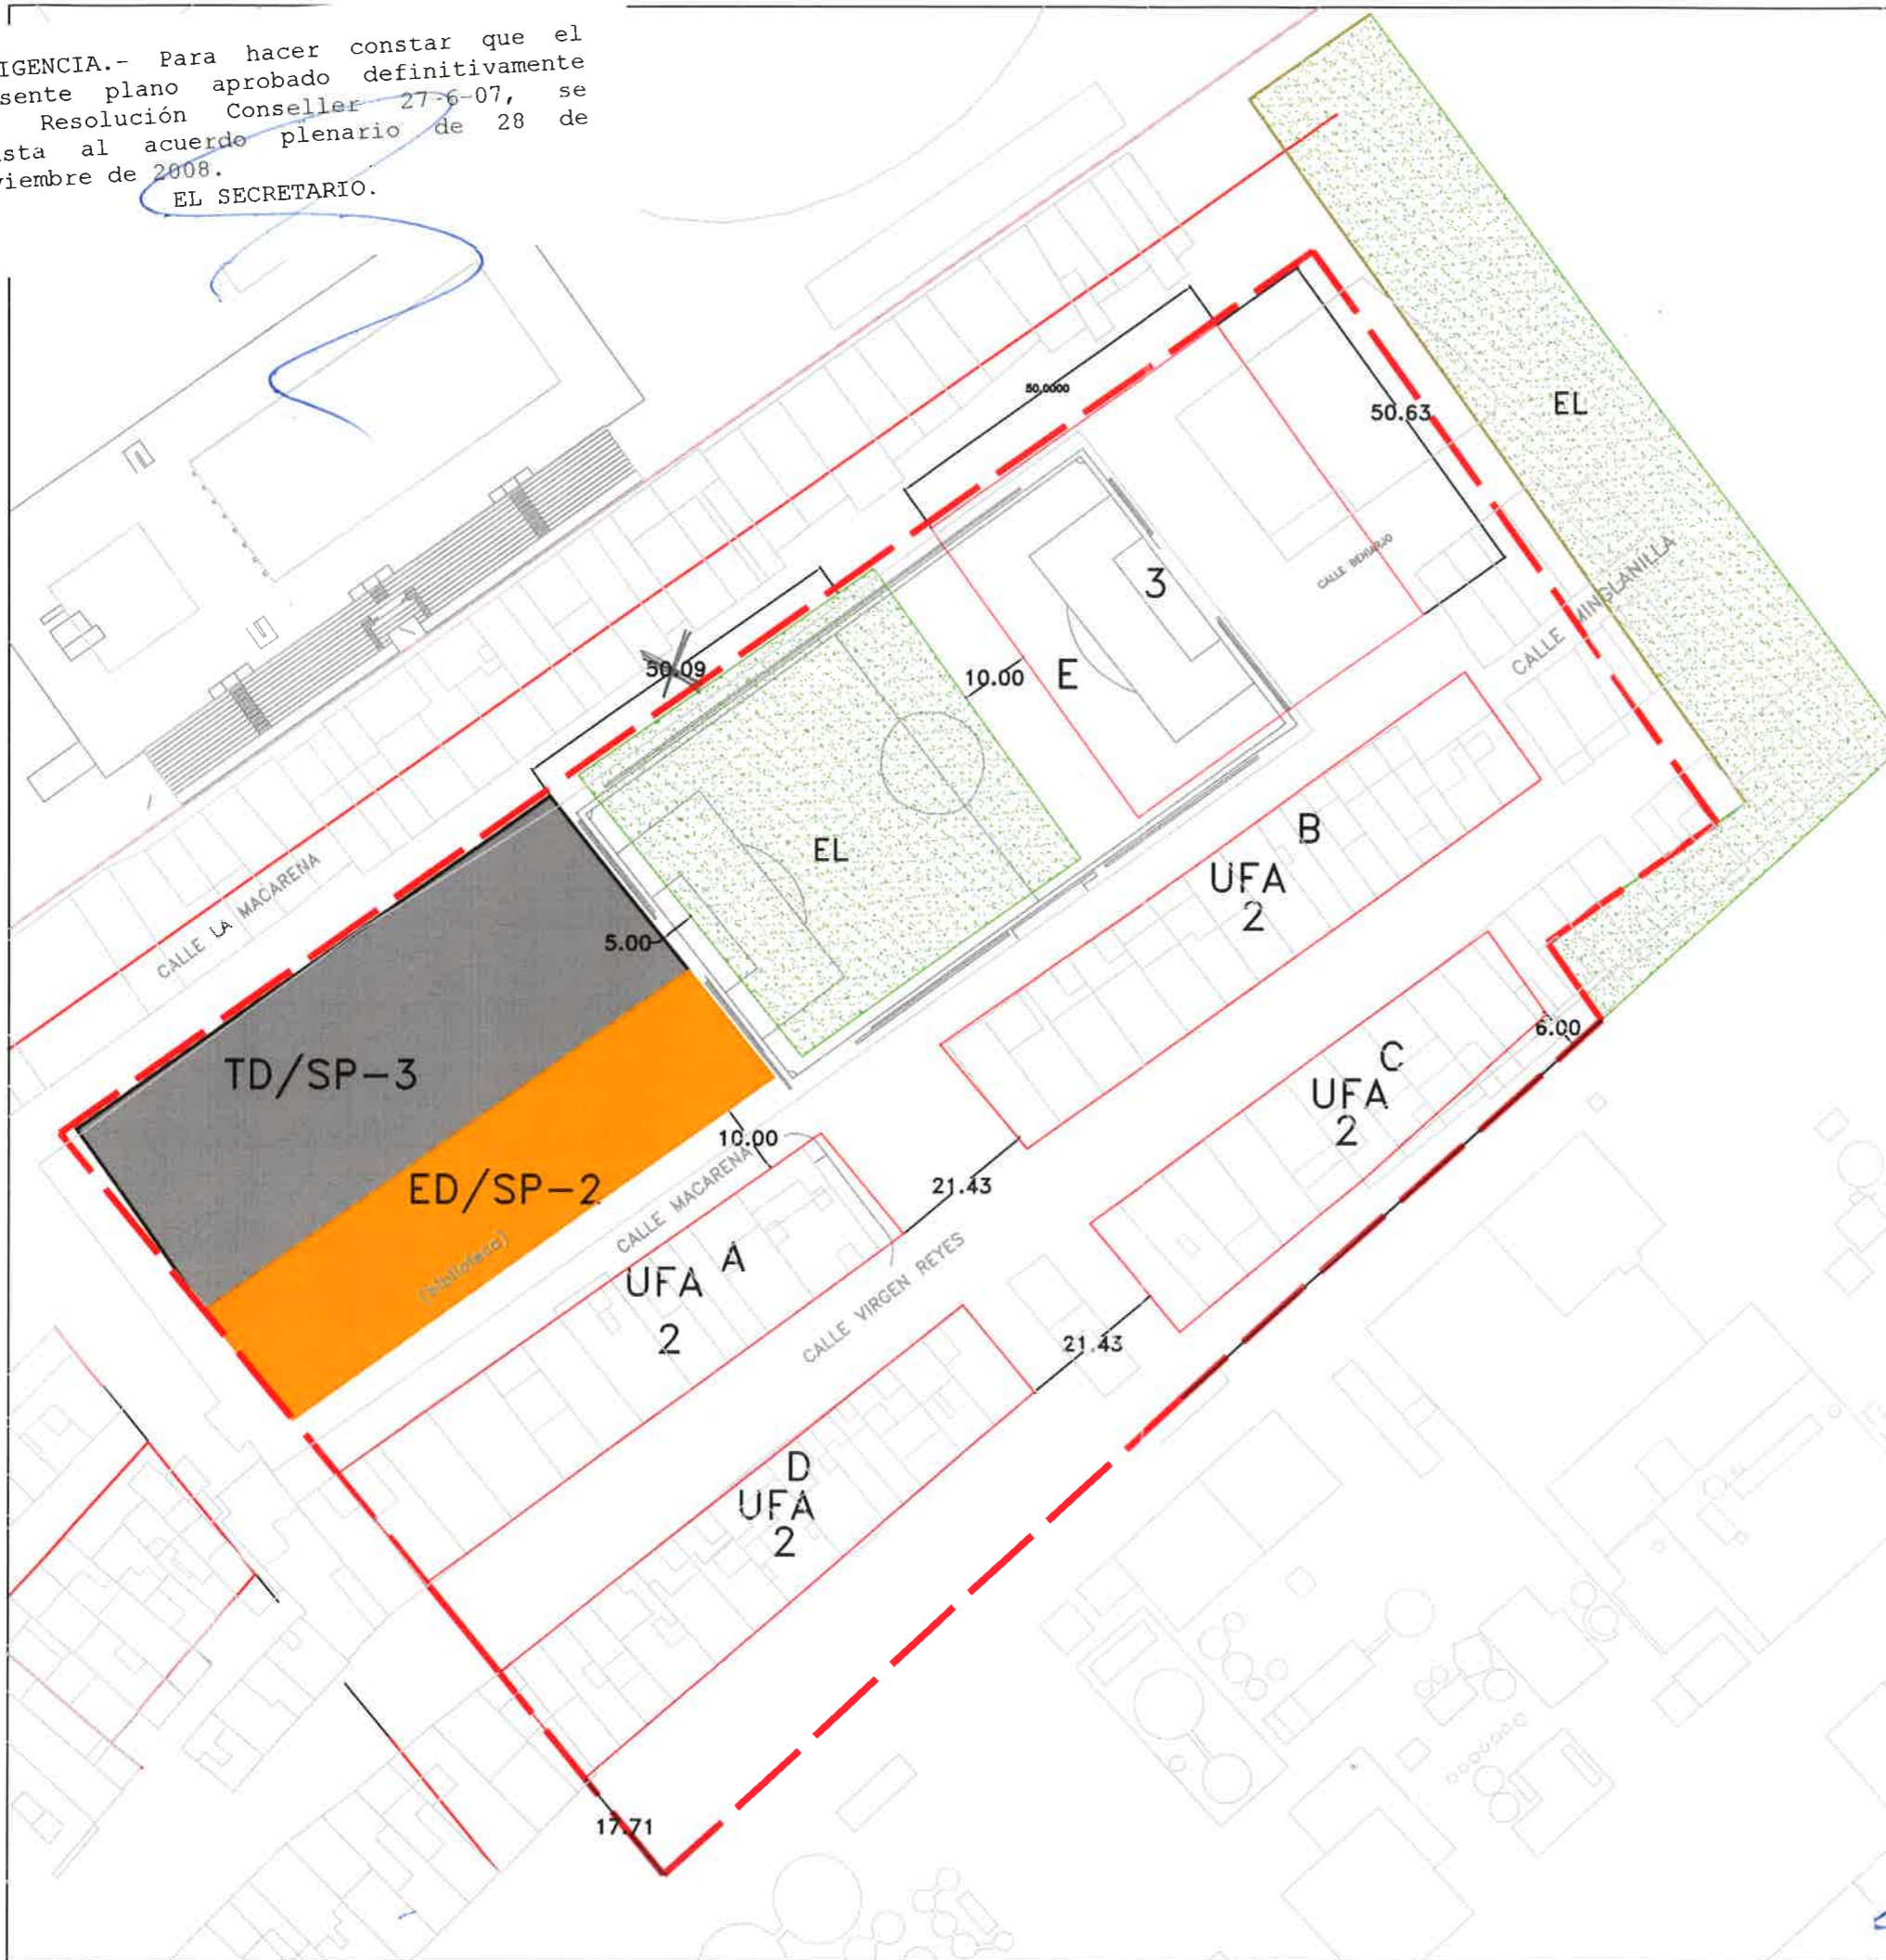 IGENCIA.- Para hacer constar que el
sente plano aprobado definitivamente
Resolución Conseller 27-6-07, se
sta al acuerdo plenario de 28 de
viembre de 2008.
EL SECRETARIO.
50.0000
50.63
EL
CALLE BENIARJO
3
CALLE MINGLANILLA
50.09
10.00
E
B
EL
UFA
2
CALLE LA MACARENA
5.00
6.00
C
TD/SP-3
UFA
2
10.00
ED/SP-2
21.43
CALLE MACARENA
(biblioteca)
A
UFA
2
CALLE VIRGEN REYES
21.43
D
UFA
2
17.71